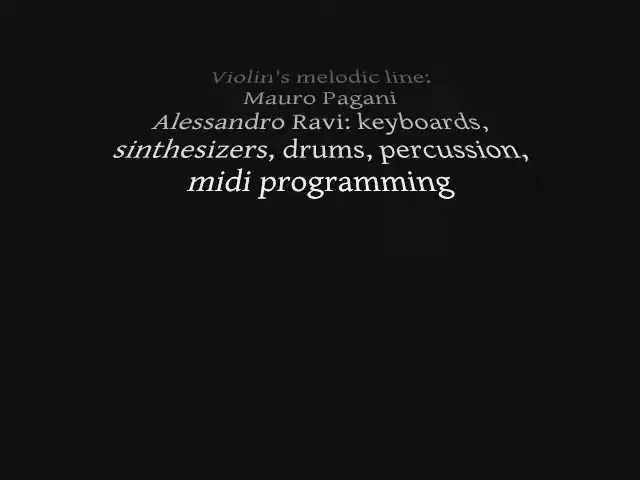 Violin's melodic line:
Mauro Pagani
Alessandro Ravi: keyboards,
sinthesizers, drums, percussion,
midi programming